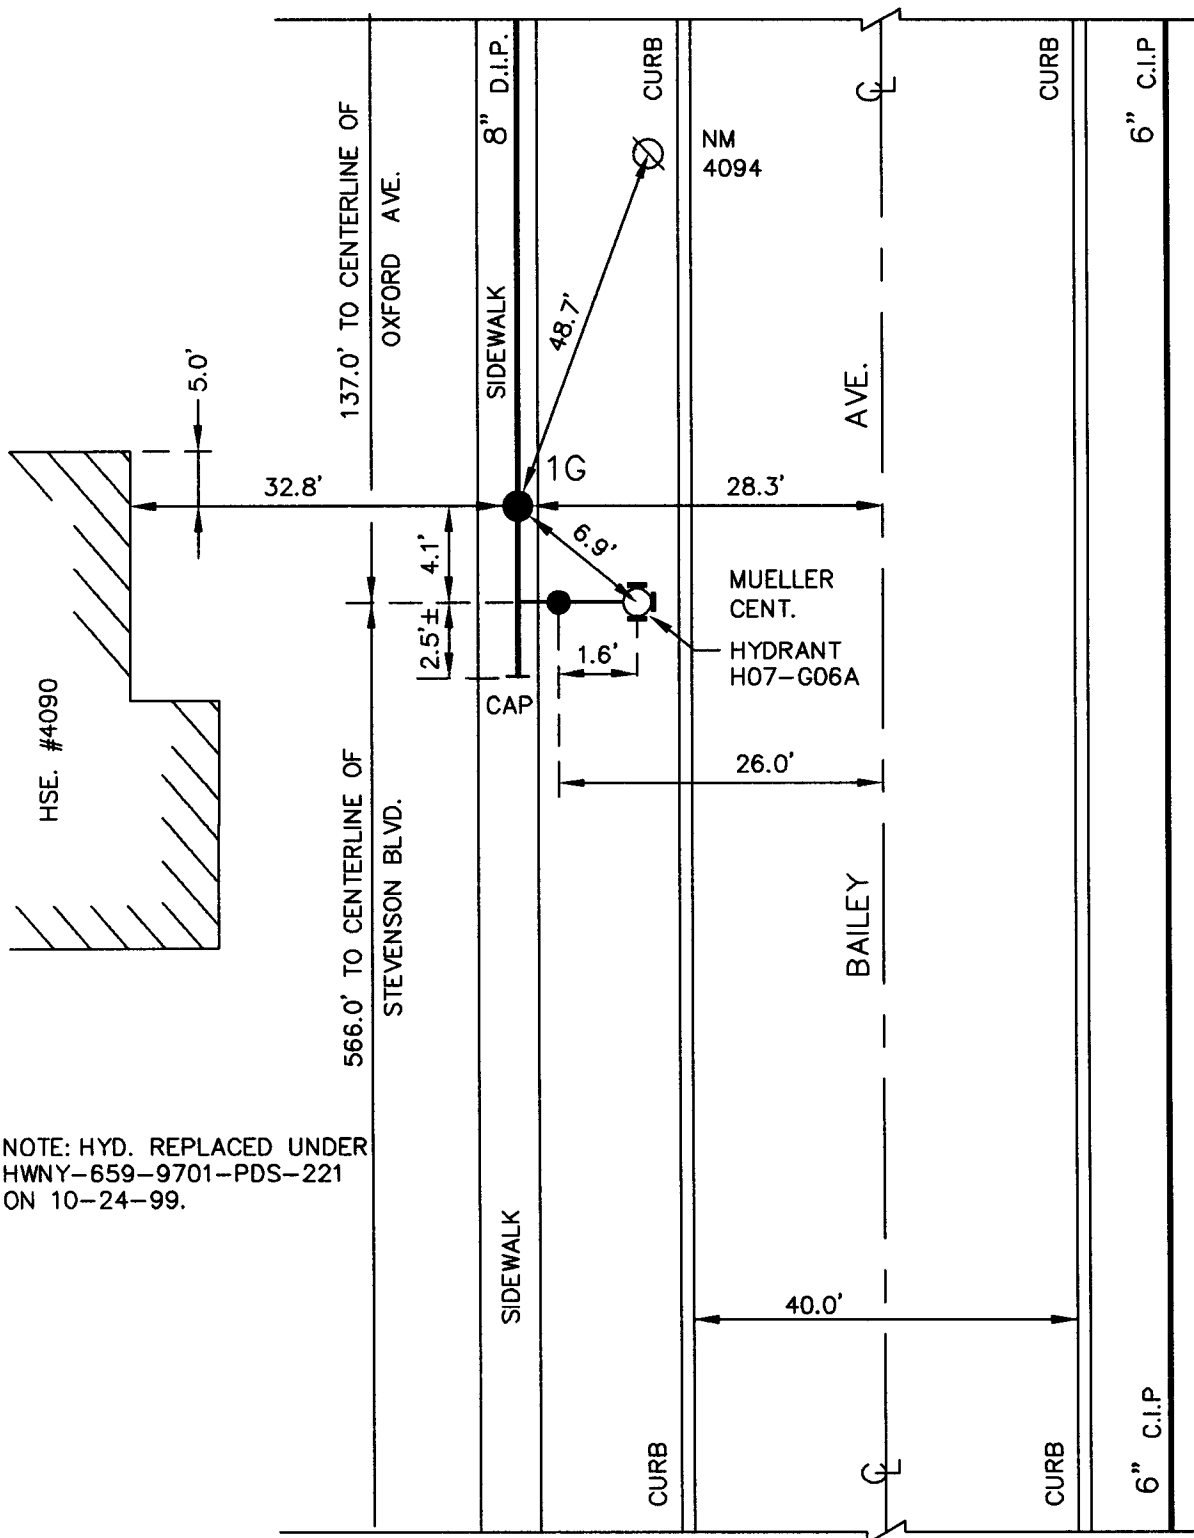 CURB
℄
CURB
6" C.I.P
8" D.I.P.
NM
4094
137.0' TO CENTERLINE OF
OXFORD AVE.
SIDEWALK
48.7'
5.0'
AVE.
1G
32.8'
28.3'
6.9'
4.1'
2.5'±
MUELLER
CENT.
HYDRANT
H07-G06A
1.6'
CAP
HSE. #4090
26.0'
566.0' TO CENTERLINE OF
STEVENSON BLVD.
BAILEY
NOTE: HYD. REPLACED UNDER
HWNY-659-9701-PDS-221
ON 10-24-99.
SIDEWALK
40.0'
CURB
℄
CURB
6" C.I.P